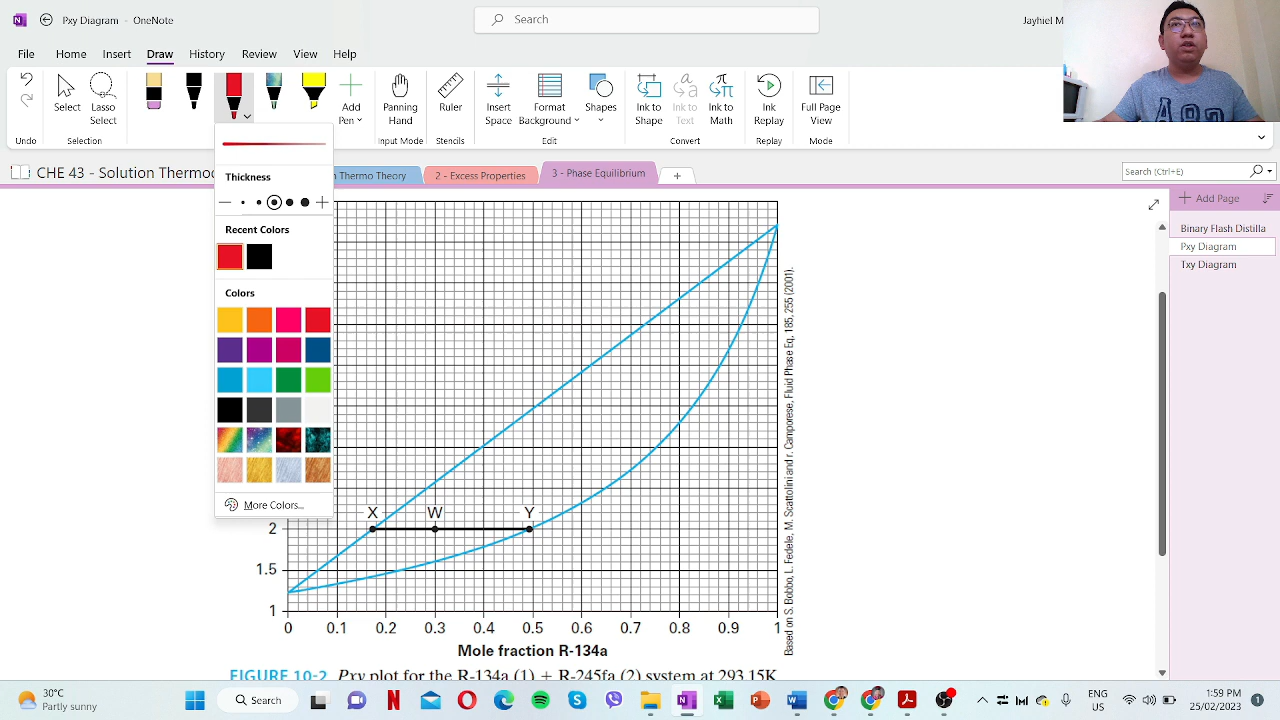 Pxy Diagram - OneNote
Search
Jayhiel M
File Home Insert Draw History Review View Help
Undo
Select
Lasso Select
Add Pen
Panning Hand
Ruler
Insert Space
Format Background
Shapes
Ink to Shape
Ink to Text
Ink to Math
Ink Replay
Full Page View
Undo Selection Input Mode Stencils Edit Convert Replay Mode
CHE 43 - Solution Thermod
n Thermo Theory
2 - Excess Properties
3 - Phase Equilibrium
+
Search (Ctrl+E)
Add Page
Binary Flash Distilla
Pxy Diagram
Txy Diagram
Thickness
Recent Colors
Colors
More Colors...
X W Y
2
1.5
1
0 0.1 0.2 0.3 0.4 0.5 0.6 0.7 0.8 0.9 1
Mole fraction R-134a
Based on S. Bobbo, L. Fedele, M. Scattolini and r. Camporese, Fluid Phase Eq. 185, 255 (2001).
FIGURE 10-2 Pxy plot for the R-134a (1) + R-245fa (2) system at 293.15K
30°C
Partly sunny
Search
ENG
US
1:59 PM
25/02/2023
1